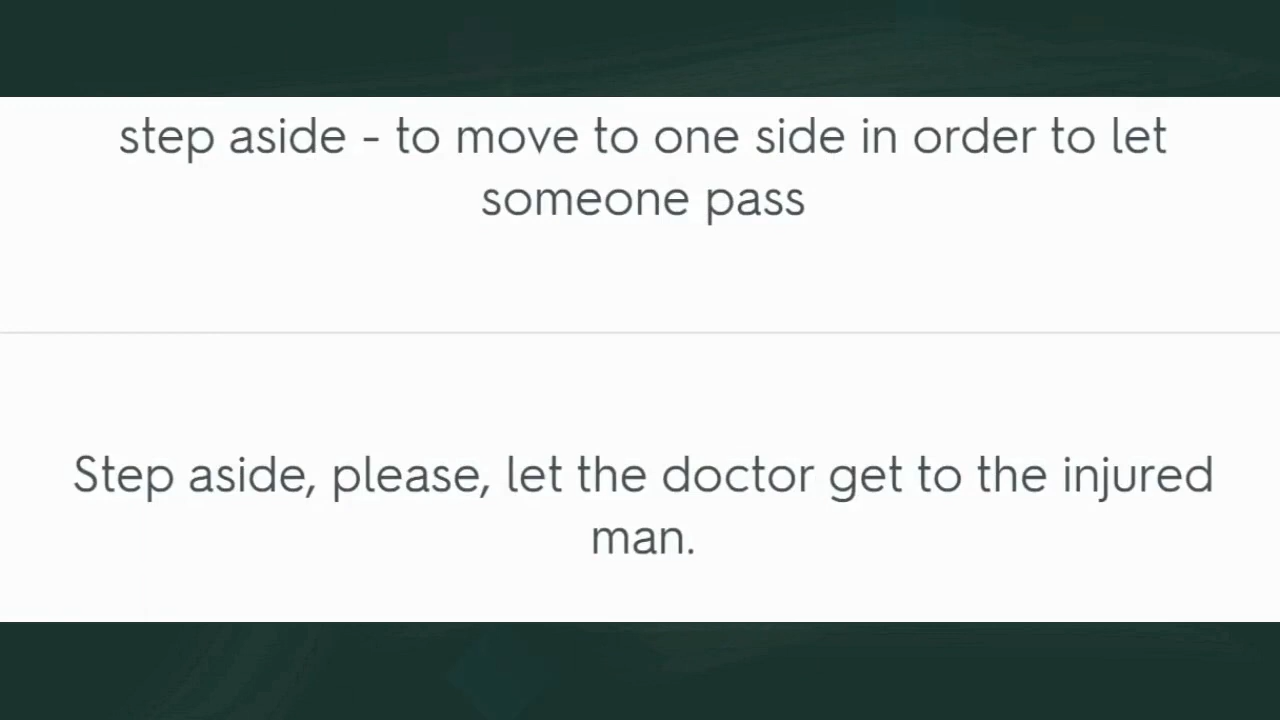 step aside - to move to one side in order to let
someone pass
Step aside, please, let the doctor get to the injured
man.